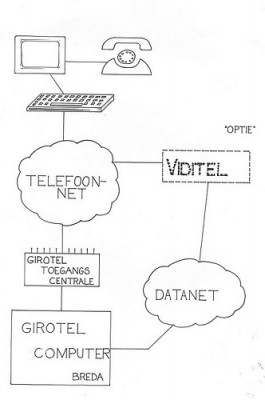 "OPTIE"
VIDITEL
TELEFOON-
NET
GIROTEL
TOEGANGS
CENTRALE
DATANET
GIROTEL
COMPUTER
BREDA